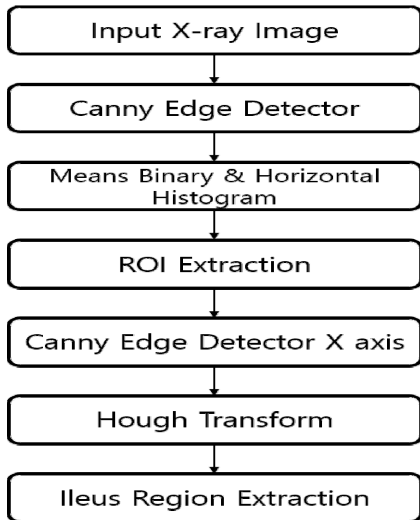 Input X-ray Image
Canny Edge Detector
Means Binary & Horizontal
Histogram
ROI Extraction
Canny Edge Detector X axis
Hough Transform
Ileus Region Extraction